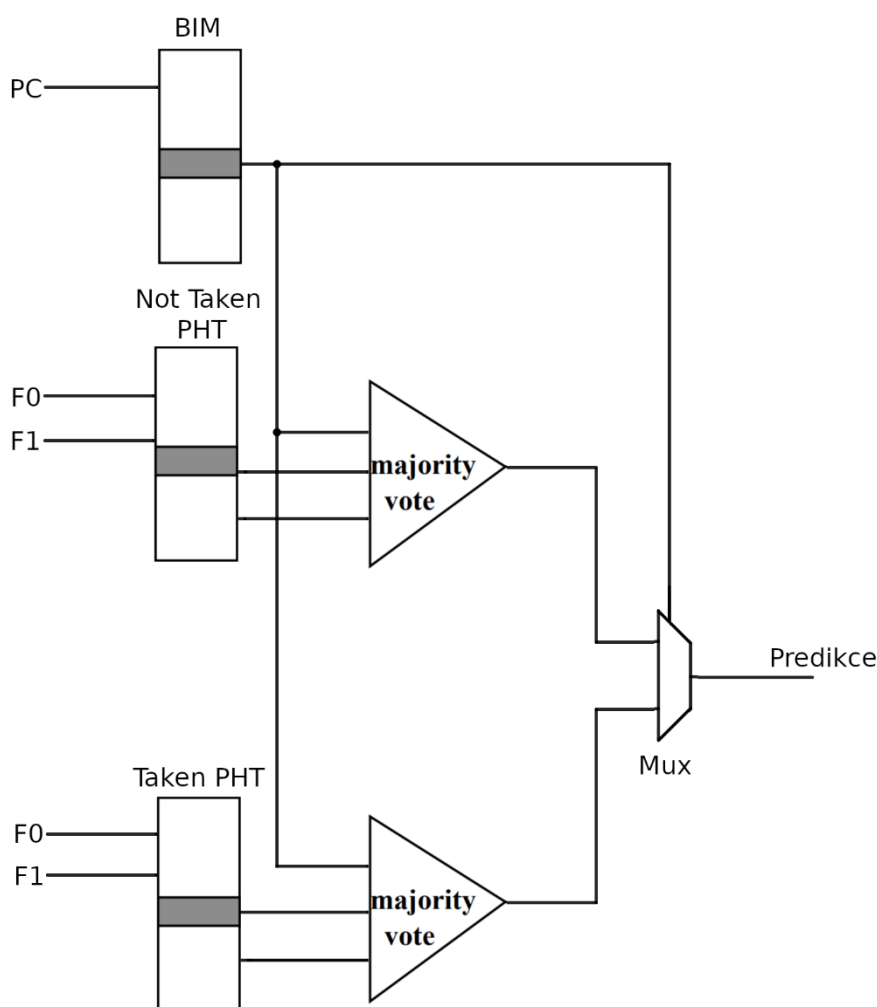 BIM
PC
Not Taken
PHT
F0
F1
majority
vote
Predikce
Mux
Taken PHT
F0
F1
majority
vote